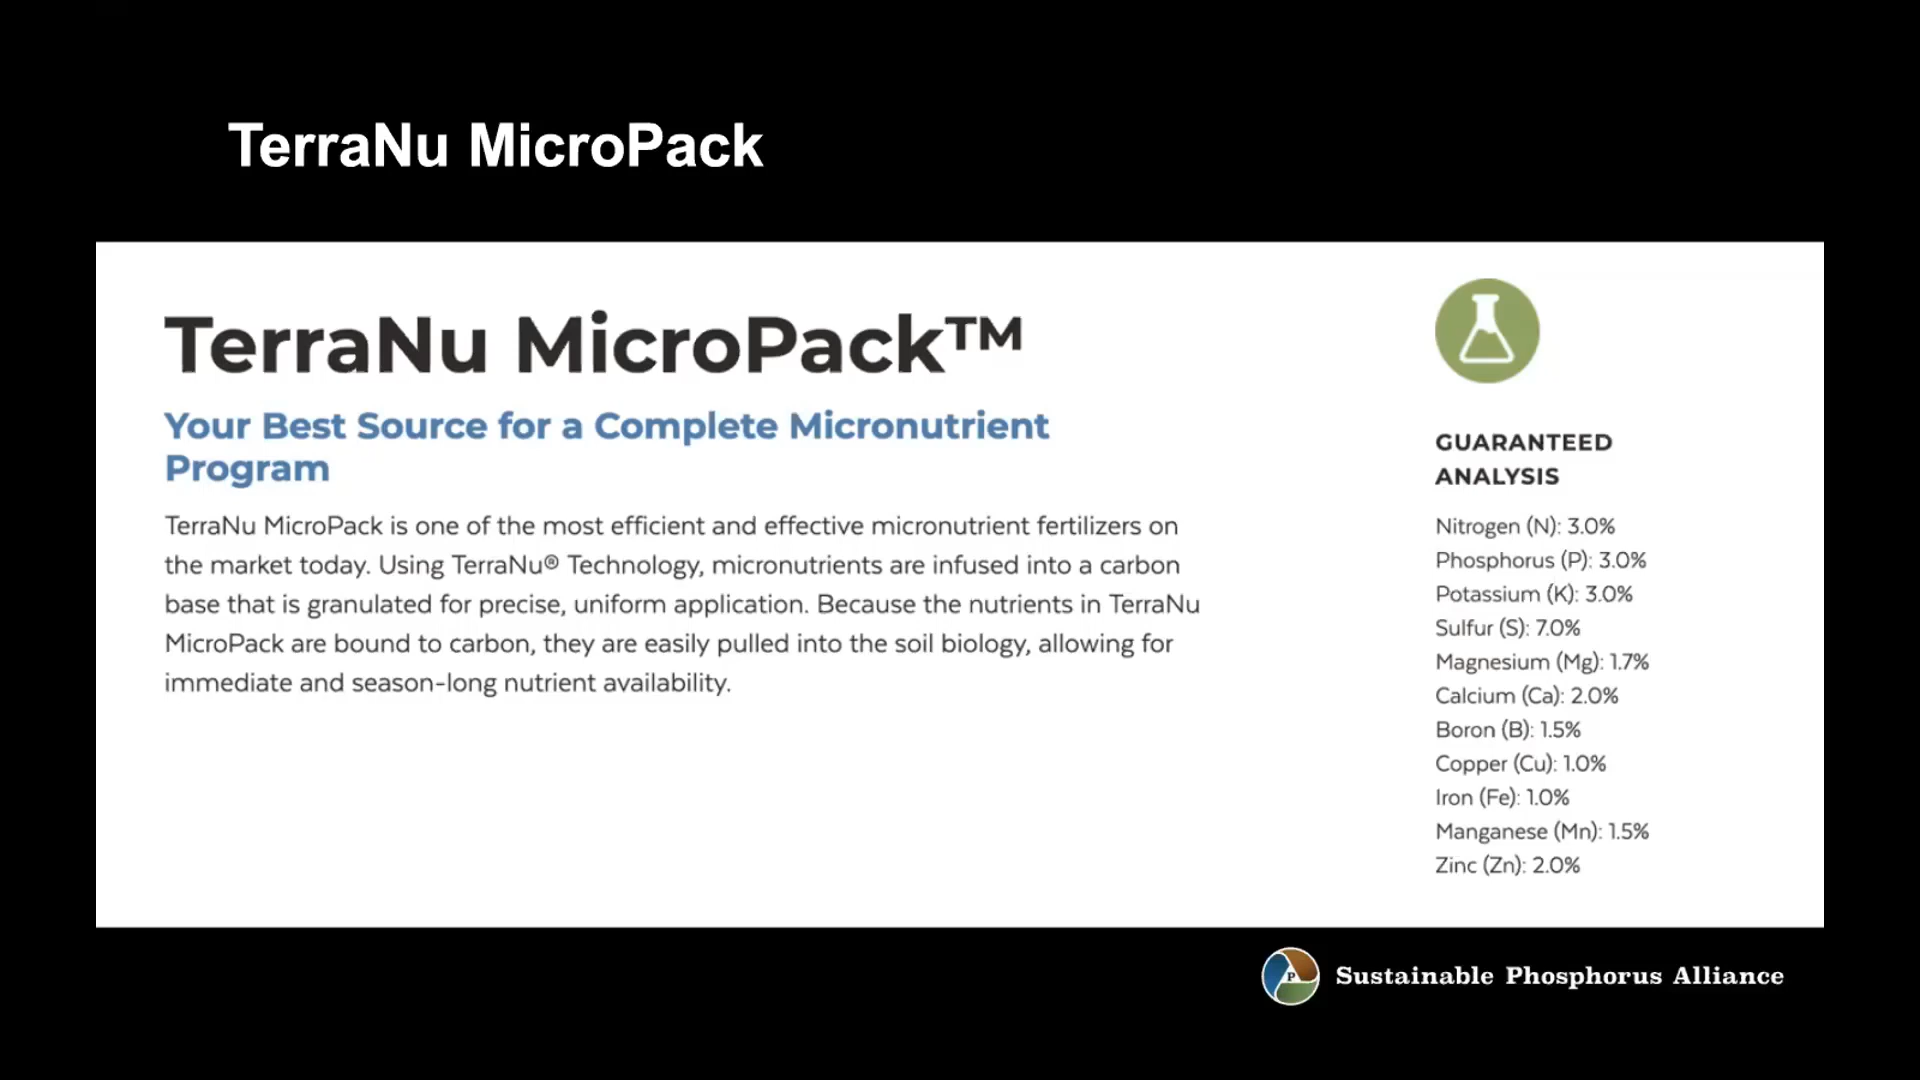 TerraNu MicroPack
TerraNu MicroPack™
Your Best Source for a Complete Micronutrient
Program
TerraNu MicroPack is one of the most efficient and effective micronutrient fertilizers on
the market today. Using TerraNu® Technology, micronutrients are infused into a carbon
base that is granulated for precise, uniform application. Because the nutrients in TerraNu
MicroPack are bound to carbon, they are easily pulled into the soil biology, allowing for
immediate and season-long nutrient availability.
GUARANTEED
ANALYSIS
Nitrogen (N): 3.0%
Phosphorus (P): 3.0%
Potassium (K): 3.0%
Sulfur (S): 7.0%
Magnesium (Mg): 1.7%
Calcium (Ca): 2.0%
Boron (B): 1.5%
Copper (Cu): 1.0%
Iron (Fe): 1.0%
Manganese (Mn): 1.5%
Zinc (Zn): 2.0%
P
Sustainable Phosphorus Alliance